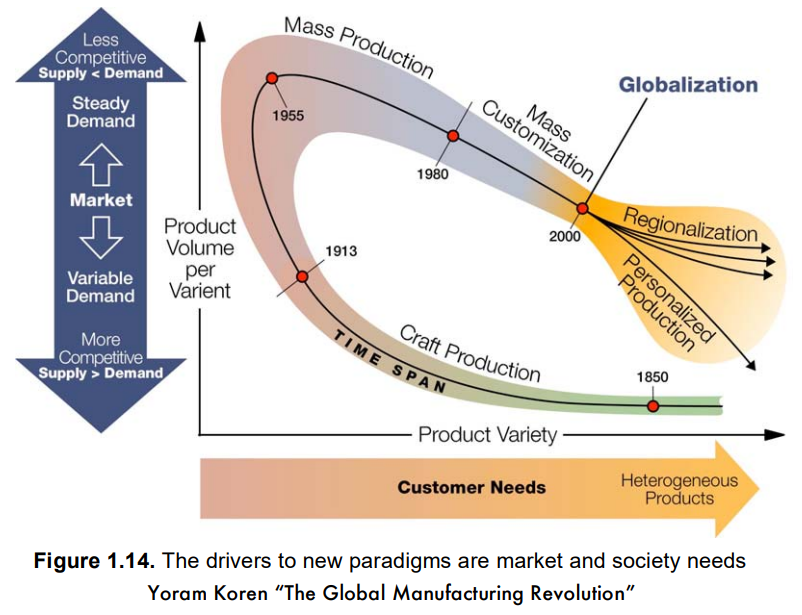 Less
Competitive
Supply < Demand
Steady
Demand
Market
Variable
Demand
More
Competitive
Supply > Demand
Product
Volume
per
Varient
Mass Production
1955
1980
Mass
Customization
Globalization
2000
Regionalization
Personalized
Production
1913
TIME SPAN
Craft Production
1850
Product Variety
Customer Needs
Heterogeneous
Products
Figure 1.14. The drivers to new paradigms are market and society needs
Yoram Koren “The Global Manufacturing Revolution”